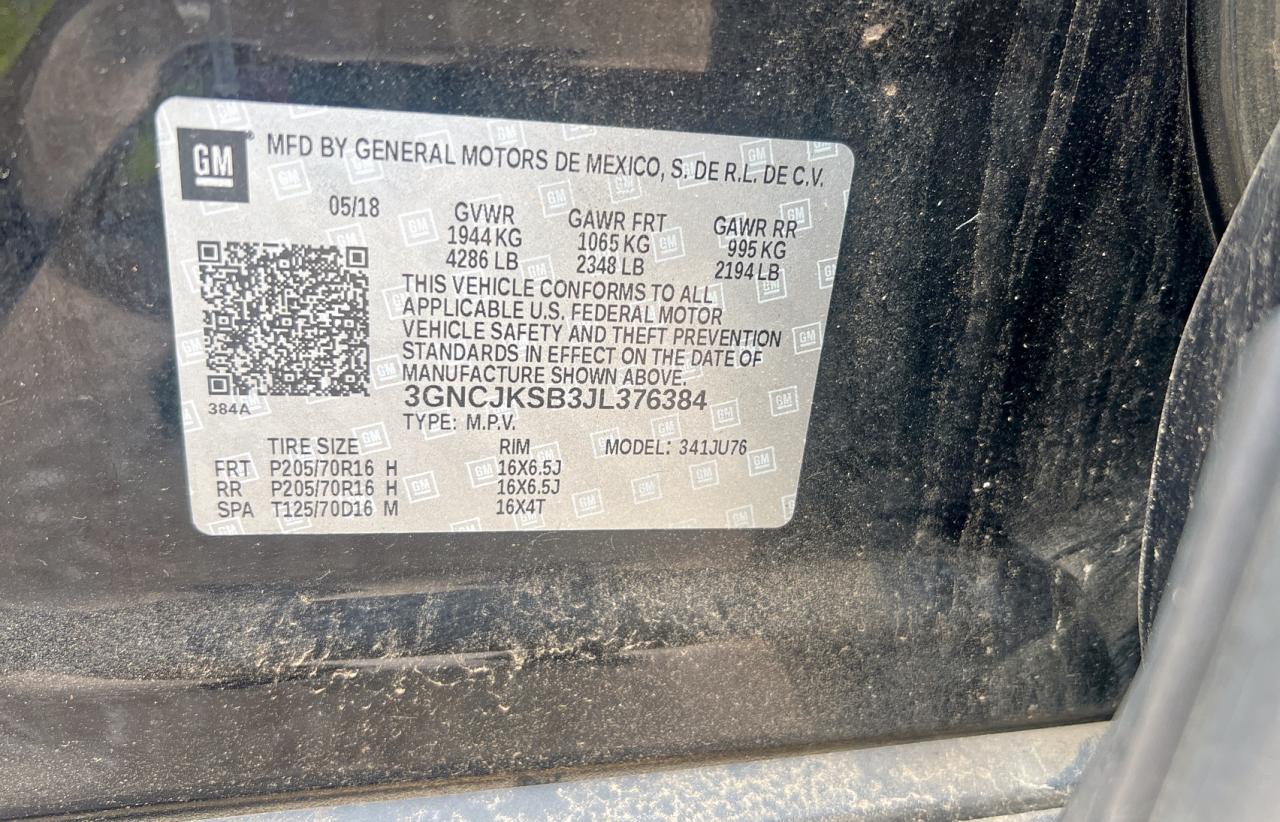 GM
MFD BY GENERAL MOTORS DE MEXICO, S. DE R.L. DE C.V.
05/18 GVWR GAWR FRT GAWR RR
1944 KG 1065 KG 995 KG
4286 LB 2348 LB 2194 LB
THIS VEHICLE CONFORMS TO ALL
APPLICABLE U.S. FEDERAL MOTOR
VEHICLE SAFETY AND THEFT PREVENTION
STANDARDS IN EFFECT ON THE DATE OF
MANUFACTURE SHOWN ABOVE.
3GNCJKSB3JL376384
384A
TYPE: M.P.V.
TIRE SIZE RIM MODEL: 341JU76
FRT P205/70R16 H 16X6.5J
RR P205/70R16 H 16X6.5J
SPA T125/70D16 M 16X4T